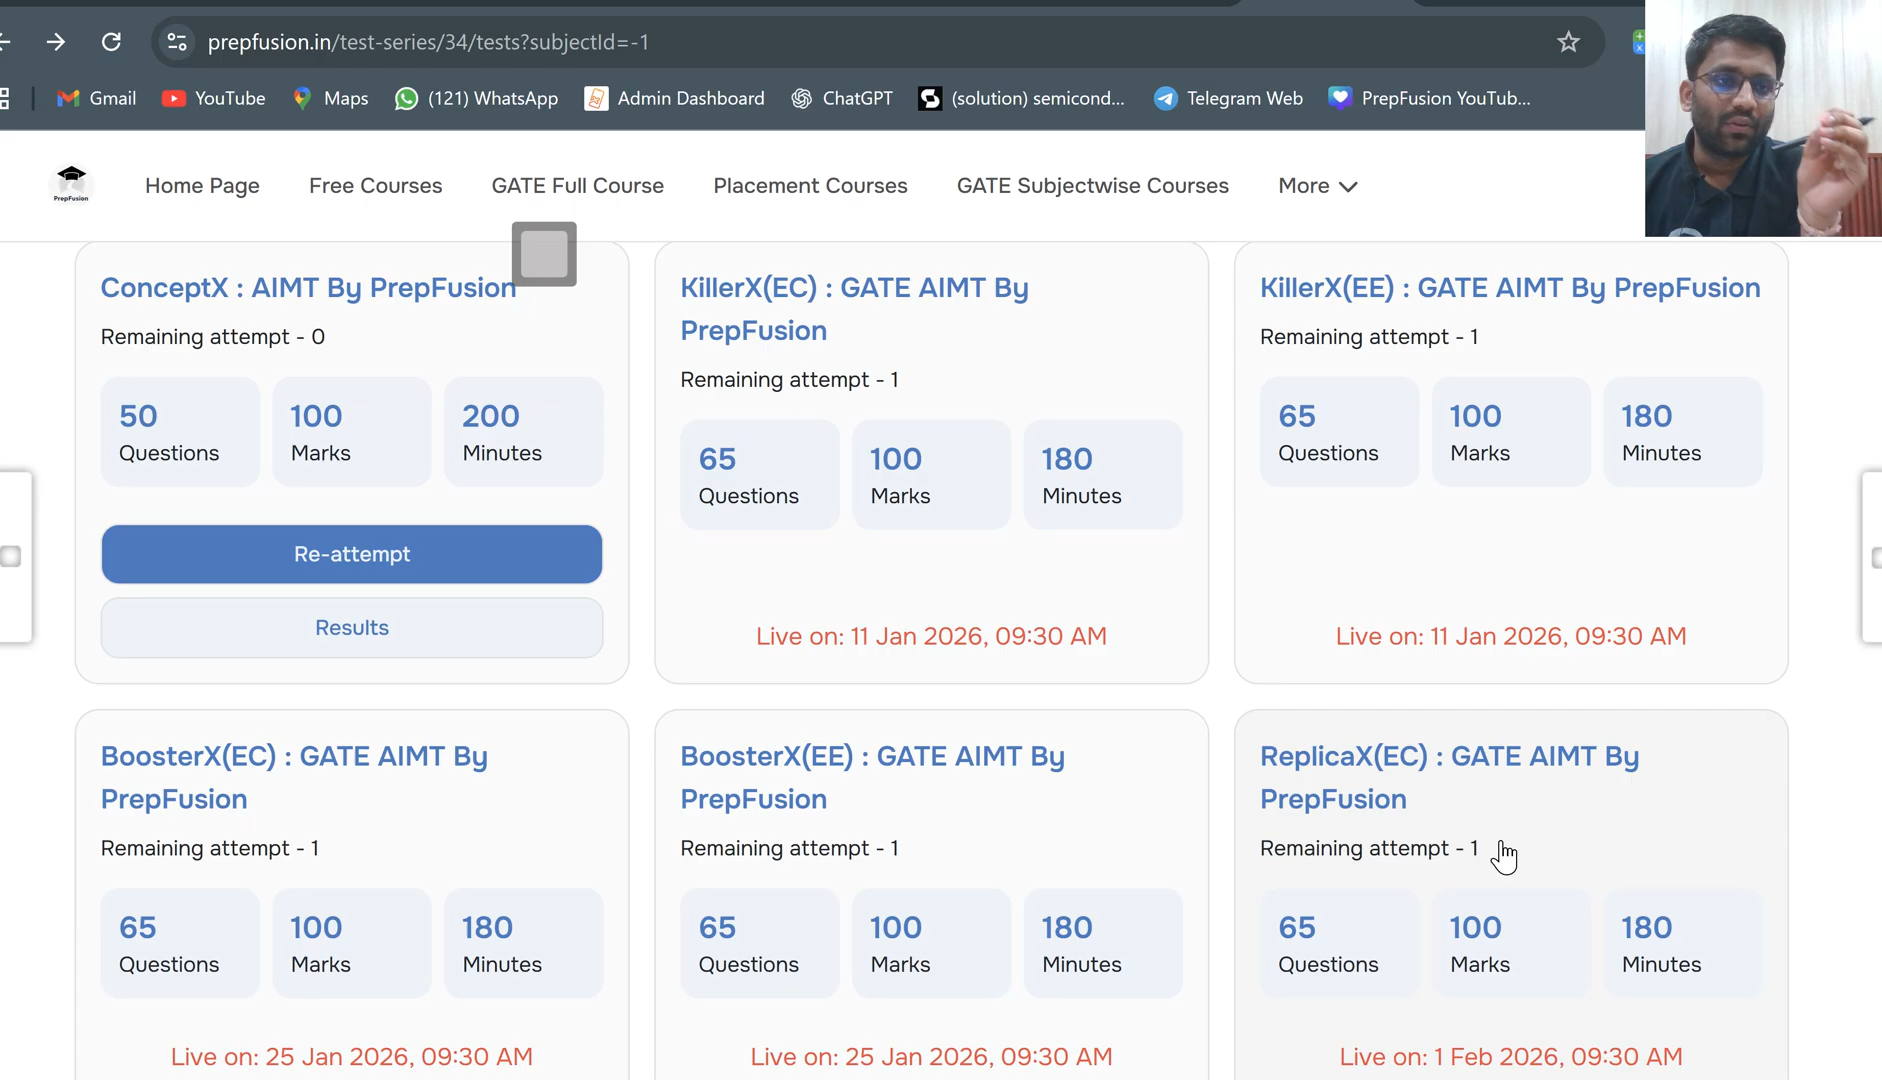 prepfusion.in/test-series/34/tests?subjectId=-1
Gmail
YouTube
Maps
(121) WhatsApp
Admin Dashboard
ChatGPT
(solution) semicond...
Telegram Web
PrepFusion YouTub...
PrepFusion
Home Page
Free Courses
GATE Full Course
Placement Courses
GATE Subjectwise Courses
More
ConceptX : AIMT By PrepFusion
Remaining attempt - 0
50
Questions
100
Marks
200
Minutes
Re-attempt
Results
KillerX(EC) : GATE AIMT By
PrepFusion
Remaining attempt - 1
65
Questions
100
Marks
180
Minutes
Live on: 11 Jan 2026, 09:30 AM
KillerX(EE) : GATE AIMT By PrepFusion
Remaining attempt - 1
65
Questions
100
Marks
180
Minutes
Live on: 11 Jan 2026, 09:30 AM
BoosterX(EC) : GATE AIMT By
PrepFusion
Remaining attempt - 1
65
Questions
100
Marks
180
Minutes
Live on: 25 Jan 2026, 09:30 AM
BoosterX(EE) : GATE AIMT By
PrepFusion
Remaining attempt - 1
65
Questions
100
Marks
180
Minutes
Live on: 25 Jan 2026, 09:30 AM
ReplicaX(EC) : GATE AIMT By
PrepFusion
Remaining attempt - 1
65
Questions
100
Marks
180
Minutes
Live on: 1 Feb 2026, 09:30 AM